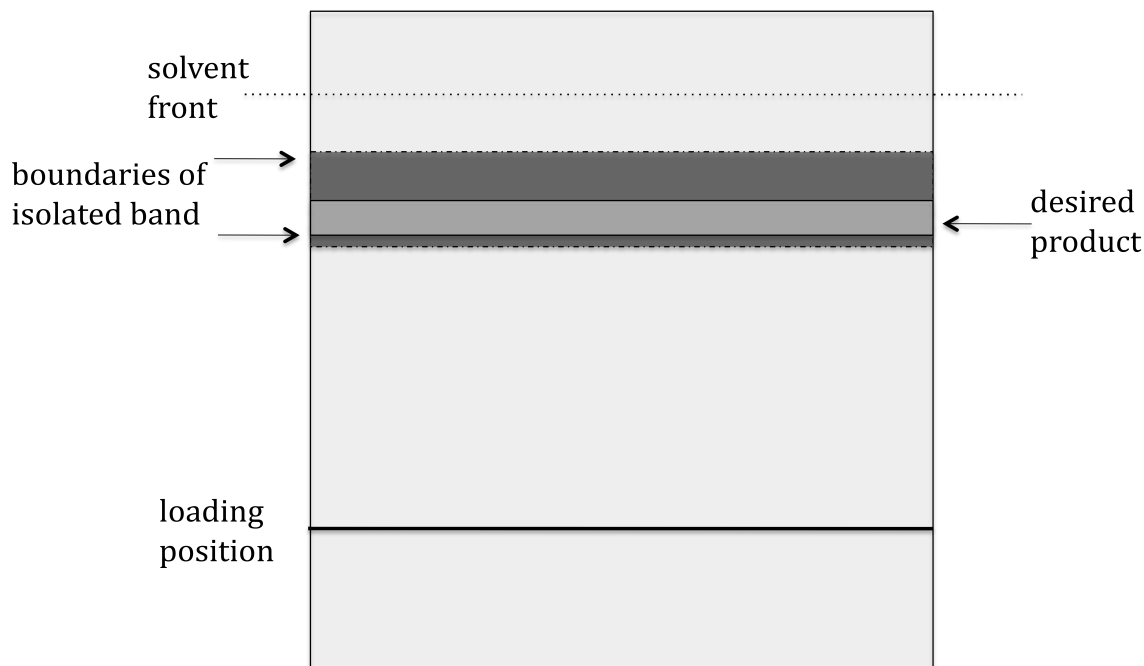 solvent
front
boundaries of
isolated band
desired
product
loading
position